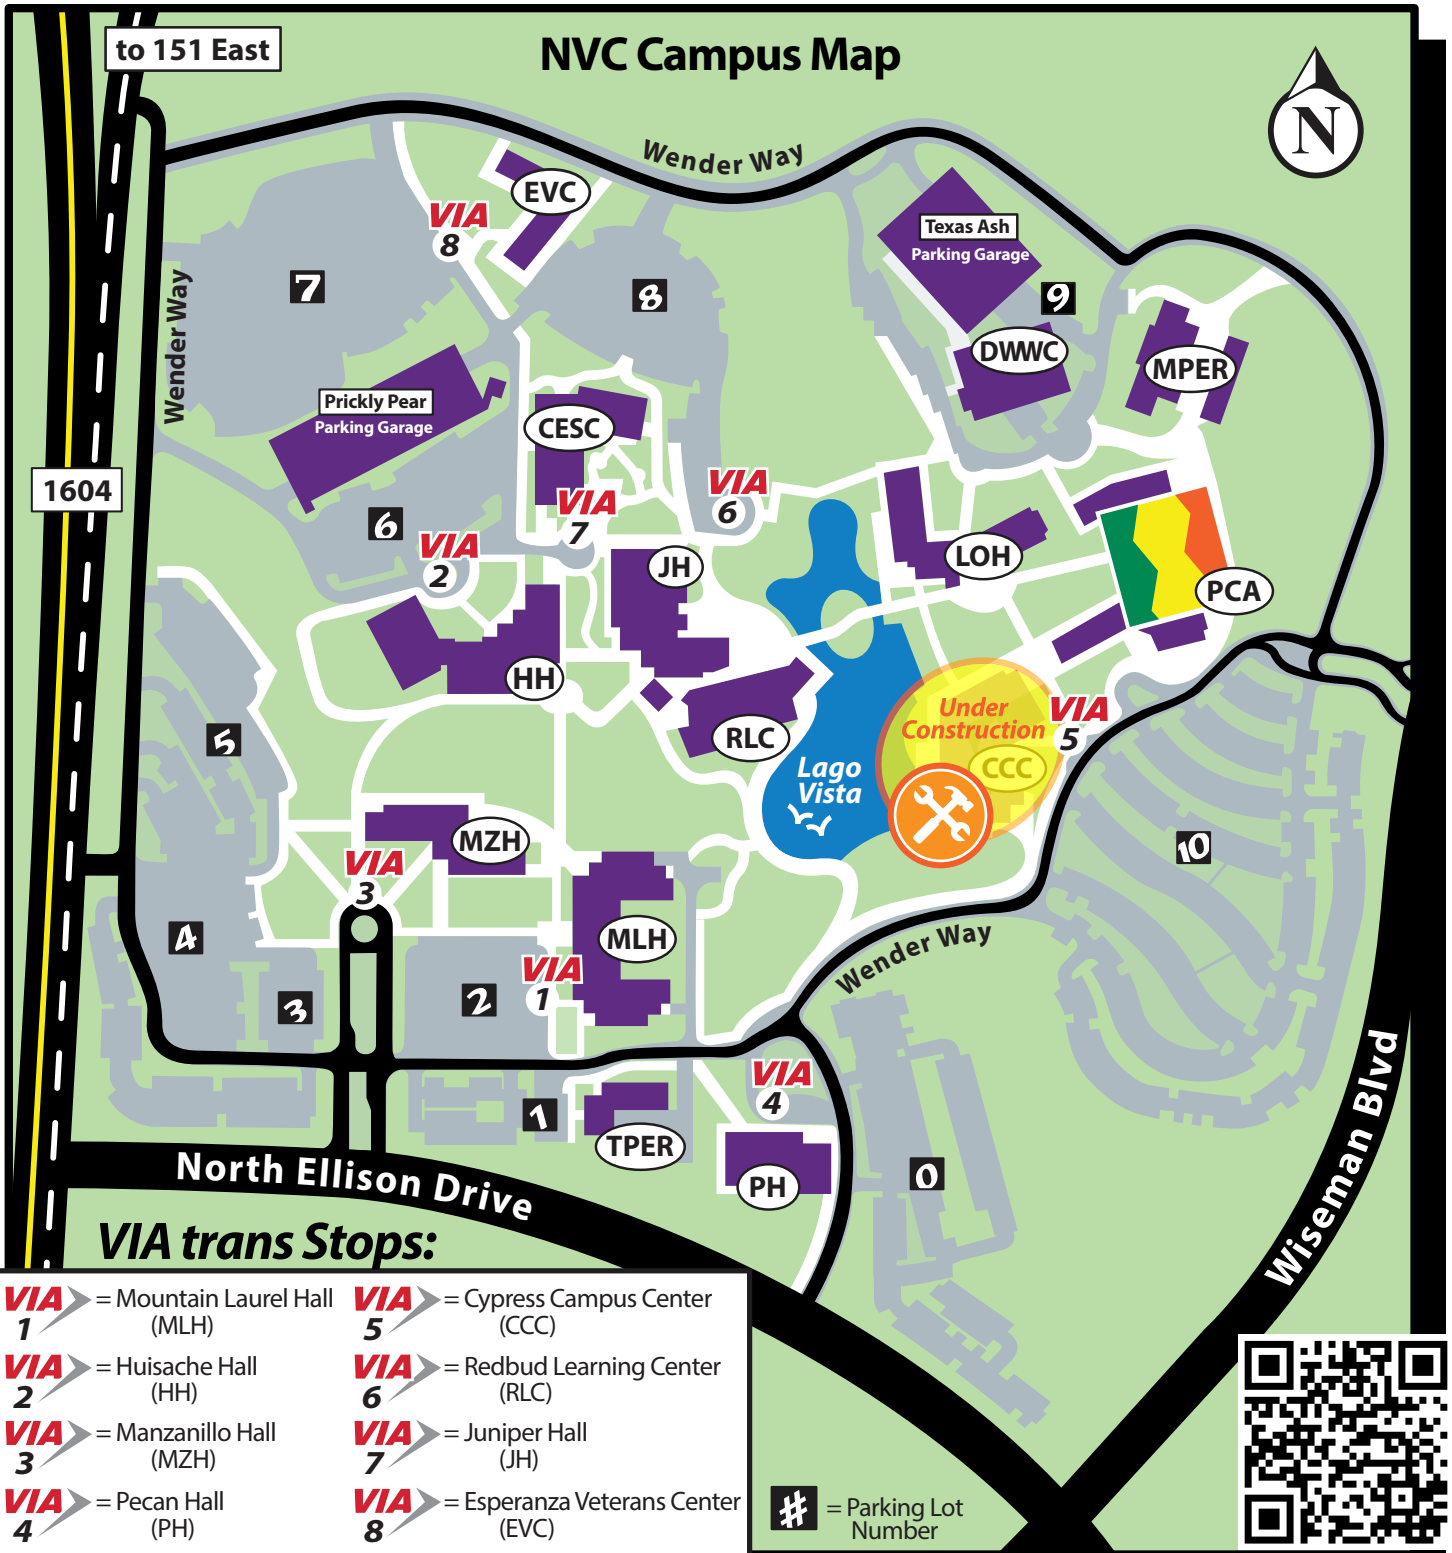 to 151 East
NVC Campus Map
N
Wender Way
EVC
VIA
8
Texas Ash
Parking Garage
7
8
9
Wender Way
DWWC
MPER
Prickly Pear
Parking Garage
CESC
1604
VIA
6
VIA
7
6
VIA
2
JH
LOH
PCA
HH
RLC
Under
Construction
VIA
5
CCC
5
Lago
Vista
MZH
10
VIA
3
4
MLH
Wender Way
VIA
1
2
3
VIA
4
1
TPER
PH
0
North Ellison Drive
Wiseman Blvd
VIA trans Stops:
VIA
1
= Mountain Laurel Hall
(MLH)
VIA
2
= Huisache Hall
(HH)
VIA
3
= Manzanillo Hall
(MZH)
VIA
4
= Pecan Hall
(PH)
VIA
5
= Cypress Campus Center
(CCC)
VIA
6
= Redbud Learning Center
(RLC)
VIA
7
= Juniper Hall
(JH)
VIA
8
= Esperanza Veterans Center
(EVC)
# = Parking Lot
Number